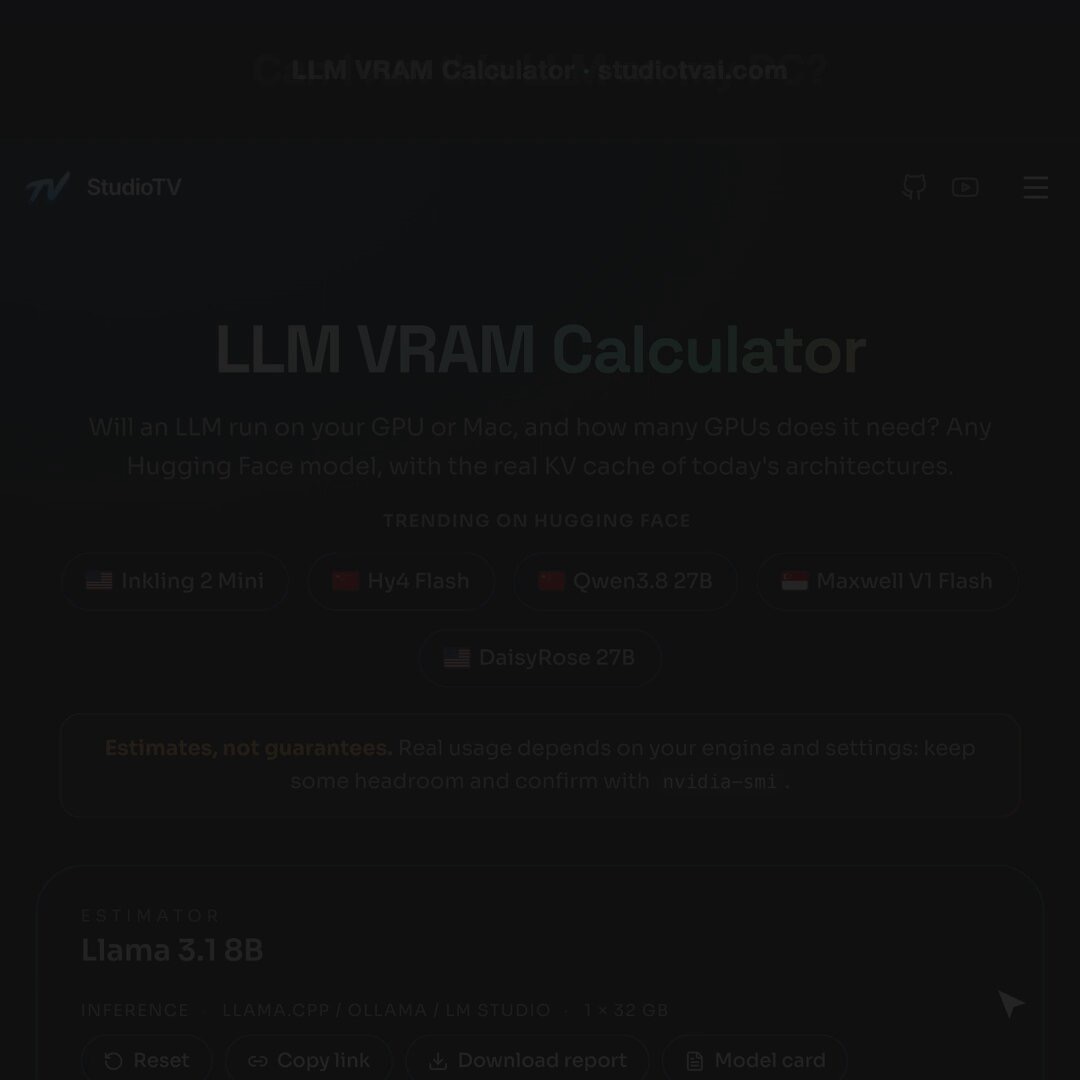 LLM VRAM Calculator · studiotvai.com
StudioTV
LLM VRAM Calculator
Will an LLM run on your GPU or Mac, and how many GPUs does it need? Any
Hugging Face model, with the real KV cache of today's architectures.
TRENDING ON HUGGING FACE
Inkling 2 Mini
Hy4 Flash
Qwen3.8 27B
Maxwell V1 Flash
DaisyRose 27B
Estimates, not guarantees. Real usage depends on your engine and settings: keep
some headroom and confirm with nvidia-smi.
ESTIMATOR
Llama 3.1 8B
INFERENCE · LLAMA.CPP / OLLAMA / LM STUDIO · 1 × 32 GB
Reset
Copy link
Download report
Model card